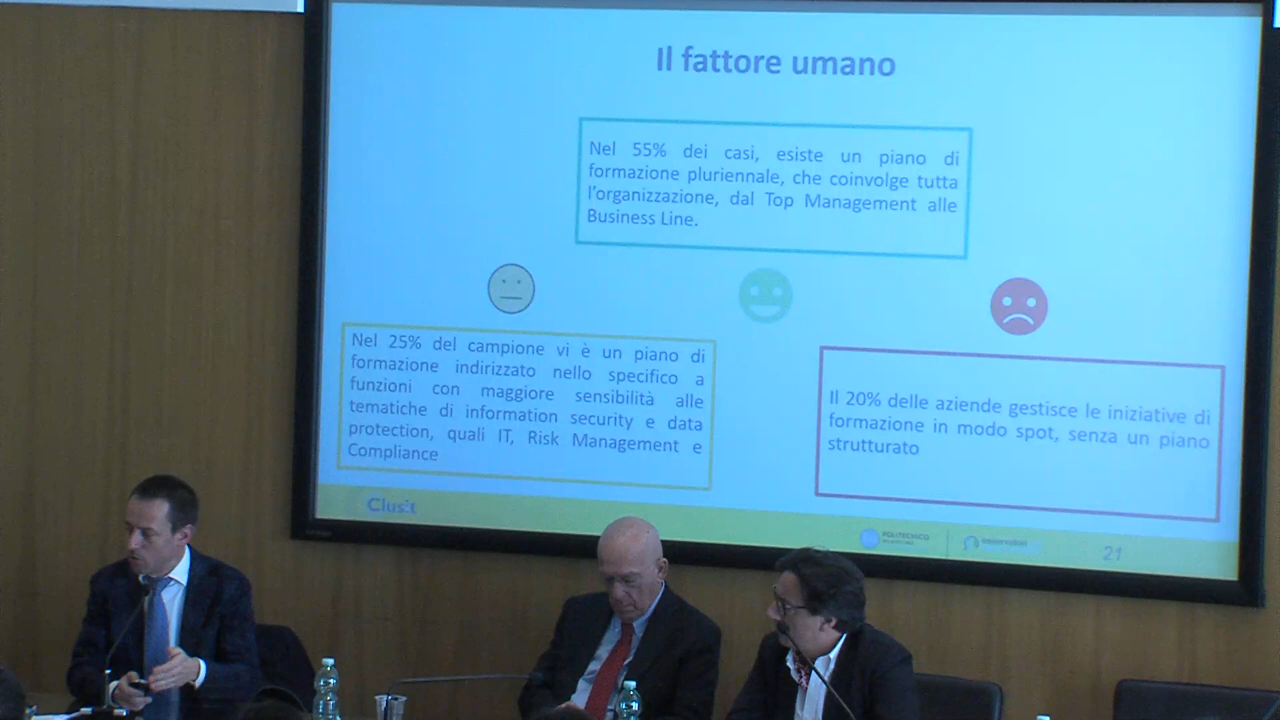 Il fattore umano
Nel 55% dei casi, esiste un piano di
formazione pluriennale, che coinvolge tutta
l'organizzazione, dal Top Management alle
Business Line.
Nel 25% del campione vi è un piano di
formazione indirizzato nello specifico a
funzioni con maggiore sensibilità alle
tematiche di information security e data
protection, quali IT, Risk Management e
Compliance
Il 20% delle aziende gestisce le iniziative di
formazione in modo spot, senza un piano
strutturato
Clusit
POLITECNICO
21